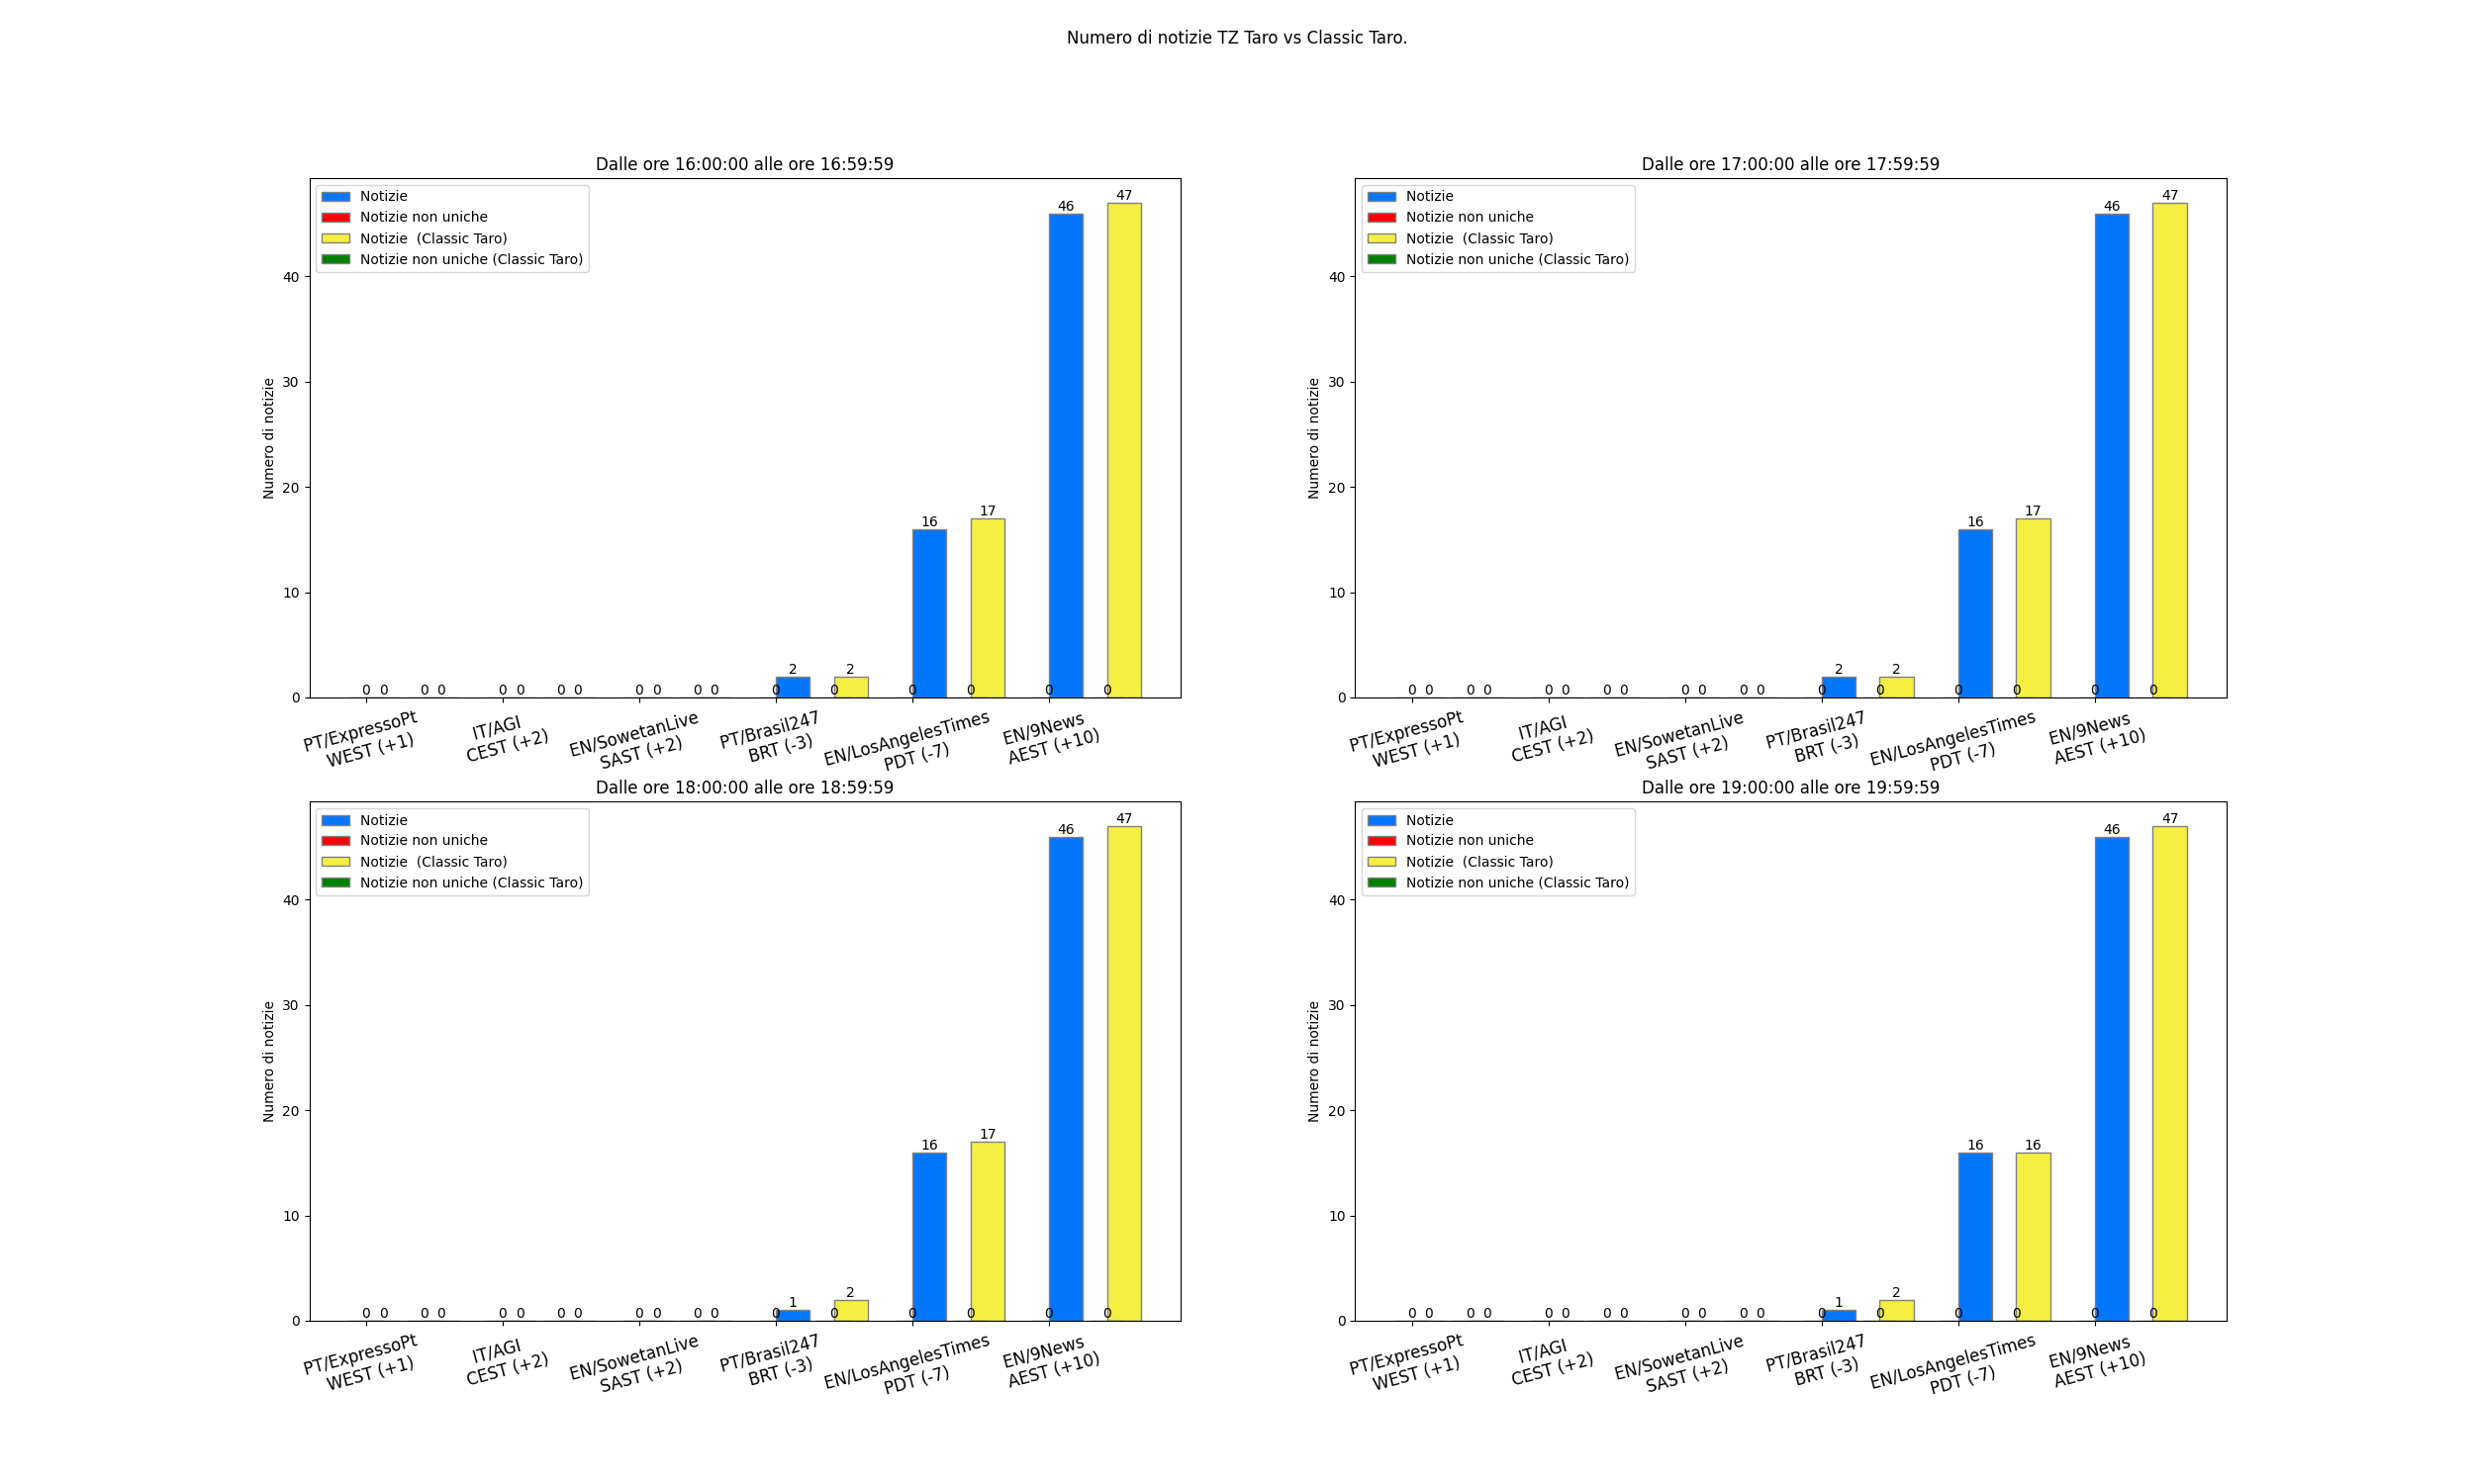 Numero di notizie TZ Taro vs Classic Taro.
Dalle ore 16:00:00 alle ore 16:59:59
Notizie
Notizie non uniche
Notizie  (Classic Taro)
Notizie non uniche (Classic Taro)
Numero di notizie
40
30
20
10
0
46
47
16
17
2
2
0 0 0 0 0 0 0 0 0 0 0 0 0 0 0 0 0 0
PT/ExpressoPt
WEST (+1)
IT/AGI
CEST (+2)
EN/SowetanLive
SAST (+2)
PT/Brasil247
BRT (-3)
EN/LosAngelesTimes
PDT (-7)
EN/9News
AEST (+10)
Dalle ore 17:00:00 alle ore 17:59:59
Notizie
Notizie non uniche
Notizie  (Classic Taro)
Notizie non uniche (Classic Taro)
Numero di notizie
40
30
20
10
0
46
47
16
17
2
2
0 0 0 0 0 0 0 0 0 0 0 0 0 0 0 0 0 0
PT/ExpressoPt
WEST (+1)
IT/AGI
CEST (+2)
EN/SowetanLive
SAST (+2)
PT/Brasil247
BRT (-3)
EN/LosAngelesTimes
PDT (-7)
EN/9News
AEST (+10)
Dalle ore 18:00:00 alle ore 18:59:59
Notizie
Notizie non uniche
Notizie  (Classic Taro)
Notizie non uniche (Classic Taro)
Numero di notizie
40
30
20
10
0
46
47
16
17
1
2
0 0 0 0 0 0 0 0 0 0 0 0 0 0 0 0 0 0
PT/ExpressoPt
WEST (+1)
IT/AGI
CEST (+2)
EN/SowetanLive
SAST (+2)
PT/Brasil247
BRT (-3)
EN/LosAngelesTimes
PDT (-7)
EN/9News
AEST (+10)
Dalle ore 19:00:00 alle ore 19:59:59
Notizie
Notizie non uniche
Notizie  (Classic Taro)
Notizie non uniche (Classic Taro)
Numero di notizie
40
30
20
10
0
46
47
16
16
1
2
0 0 0 0 0 0 0 0 0 0 0 0 0 0 0 0 0 0
PT/ExpressoPt
WEST (+1)
IT/AGI
CEST (+2)
EN/SowetanLive
SAST (+2)
PT/Brasil247
BRT (-3)
EN/LosAngelesTimes
PDT (-7)
EN/9News
AEST (+10)